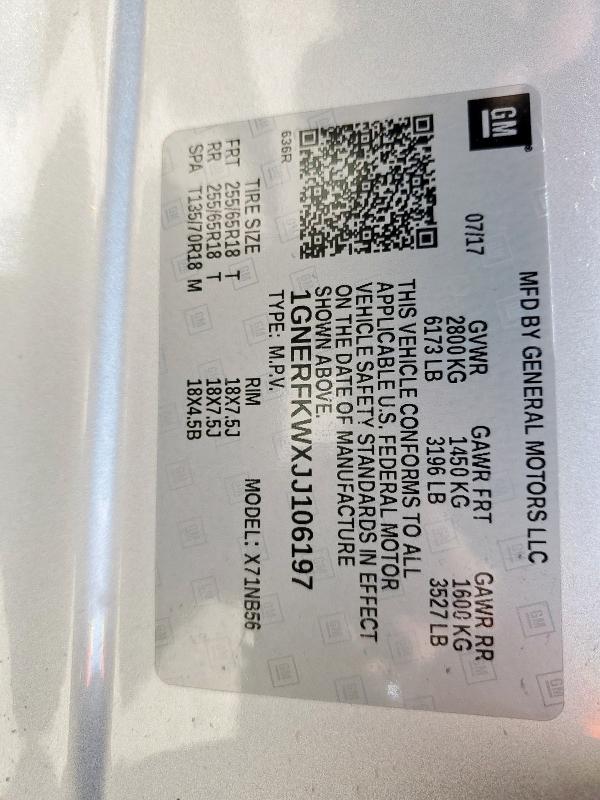 GM
MFD BY GENERAL MOTORS LLC
07/17 GVWR GAWR FRT GAWR RR
2800 KG 1450 KG 1600 KG
6173 LB 3196 LB 3527 LB
THIS VEHICLE CONFORMS TO ALL
APPLICABLE U.S. FEDERAL MOTOR
VEHICLE SAFETY STANDARDS IN EFFECT
ON THE DATE OF MANUFACTURE
SHOWN ABOVE.
1GNERFKWXJJ106197
TYPE: M.P.V.
636R
TIRE SIZE RIM MODEL: X71NB56
FRT 255/65R18 T 18X7.5J
RR 255/65R18 T 18X7.5J
SPA T135/70R18 M 18X4.5B